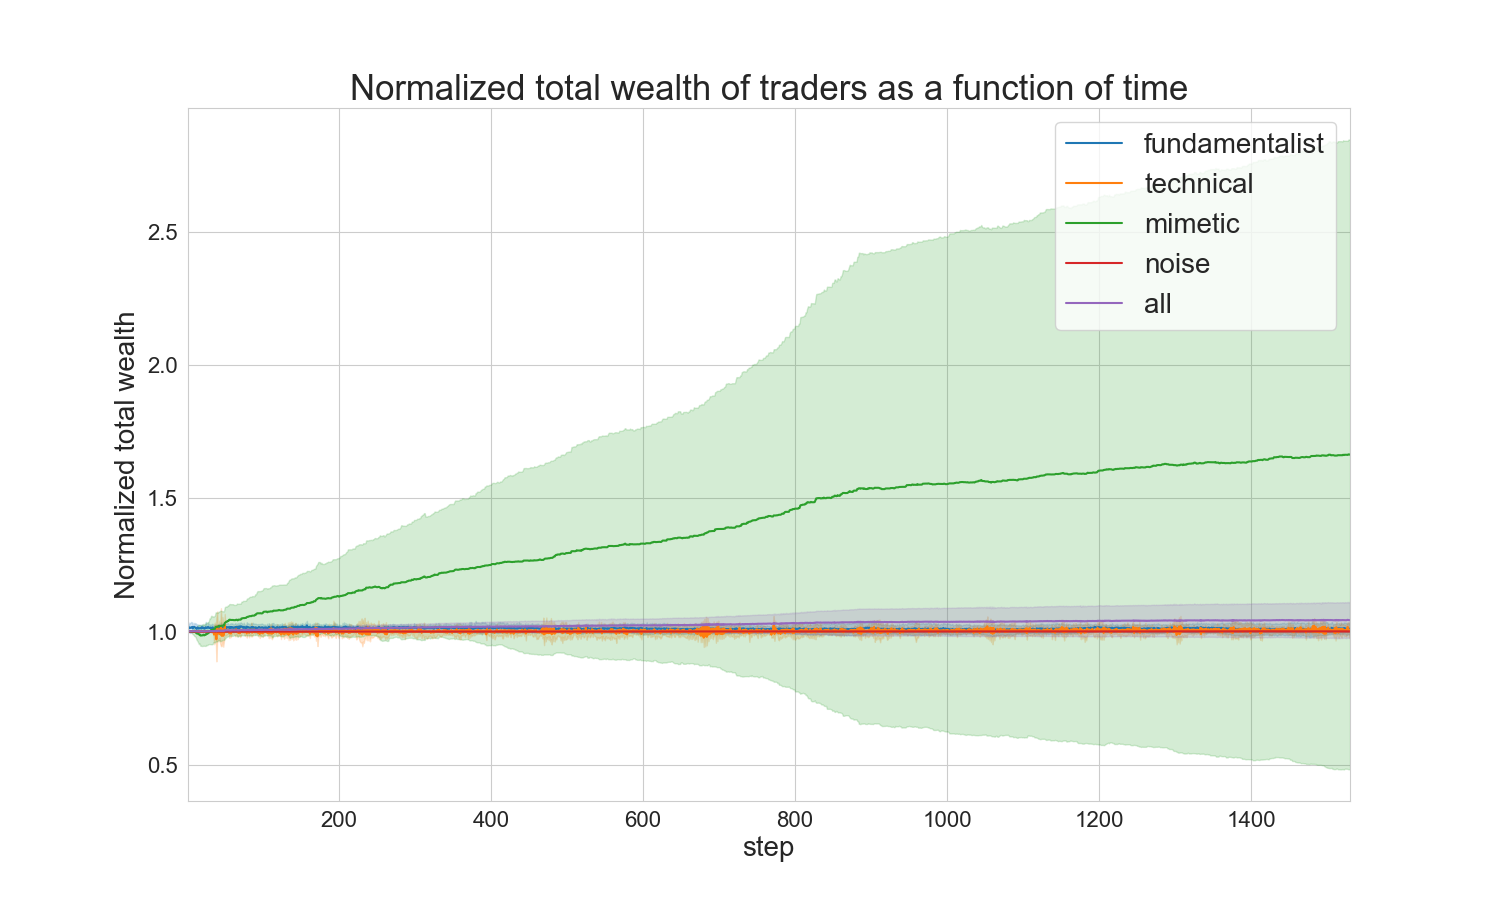 Normalized total wealth of traders as a function of time
fundamentalist
technical
mimetic
noise
all
Normalized total wealth
2.5
2.0
1.5
1.0
0.5
200 400 600 800 1000 1200 1400
step